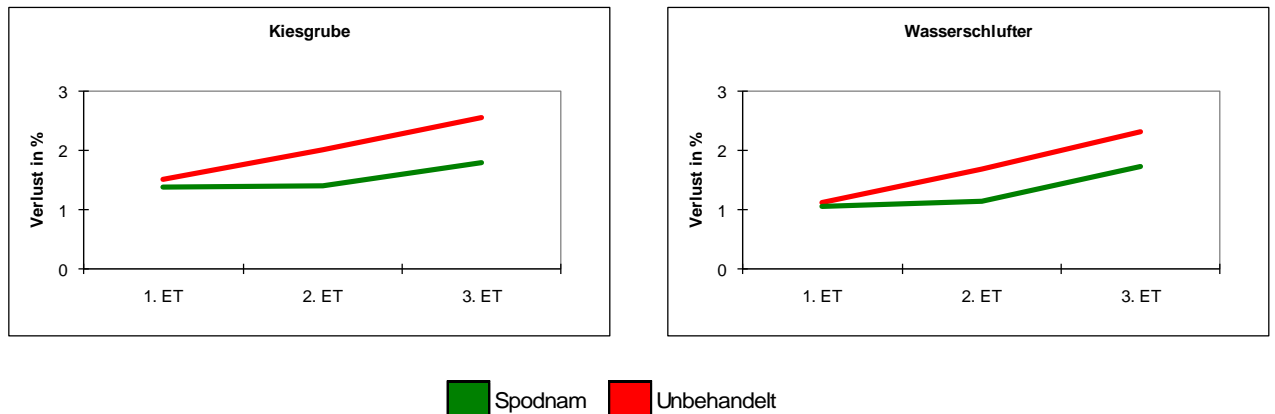 Kiesgrube
Verlust in %
3
2
1
0
1. ET 2. ET 3. ET
Wasserschlufter
Verlust in %
3
2
1
0
1. ET 2. ET 3. ET
Spodnam Unbehandelt